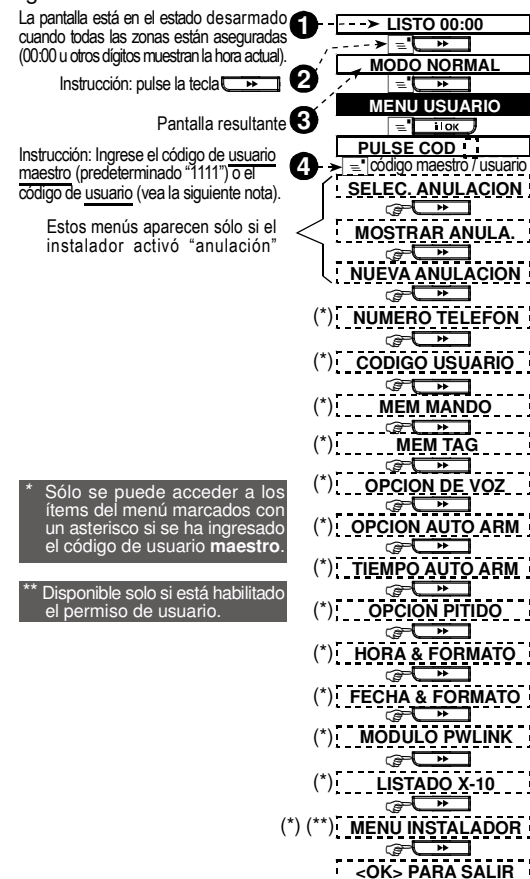 La pantalla está en el estado desarmado
cuando todas las zonas están aseguradas
(00:00 u otros dígitos muestran la hora actual).
1
LISTO 00:00
Instrucción: pulse la tecla
2
MODO NORMAL
Pantalla resultante
3
MENU USUARIO
i/OK
PULSE COD
Instrucción: Ingrese el código de usuario
maestro (predeterminado “1111”) o el
código de usuario (vea la siguiente nota).
4
código maestro / usuario
Estos menús aparecen sólo si el
instalador activó “anulación”
SELEC. ANULACION
MOSTRAR ANULA.
NUEVA ANULACION
(*) NUMERO TELEFON
(*) CODIGO USUARIO
(*) MEM MANDO
(*) MEM TAG
(*) OPCION DE VOZ
* Sólo se puede acceder a los
ítems del menú marcados con
un asterisco si se ha ingresado
el código de usuario maestro.
(*) OPCION AUTO ARM
(*) TIEMPO AUTO ARM
** Disponible solo si está habilitado
el permiso de usuario.
(*) OPCION PITIDO
(*) HORA & FORMATO
(*) FECHA & FORMATO
(*) MODULO PWLINK
(*) LISTADO X-10
(*) (**) MENU INSTALADOR
<OK> PARA SALIR